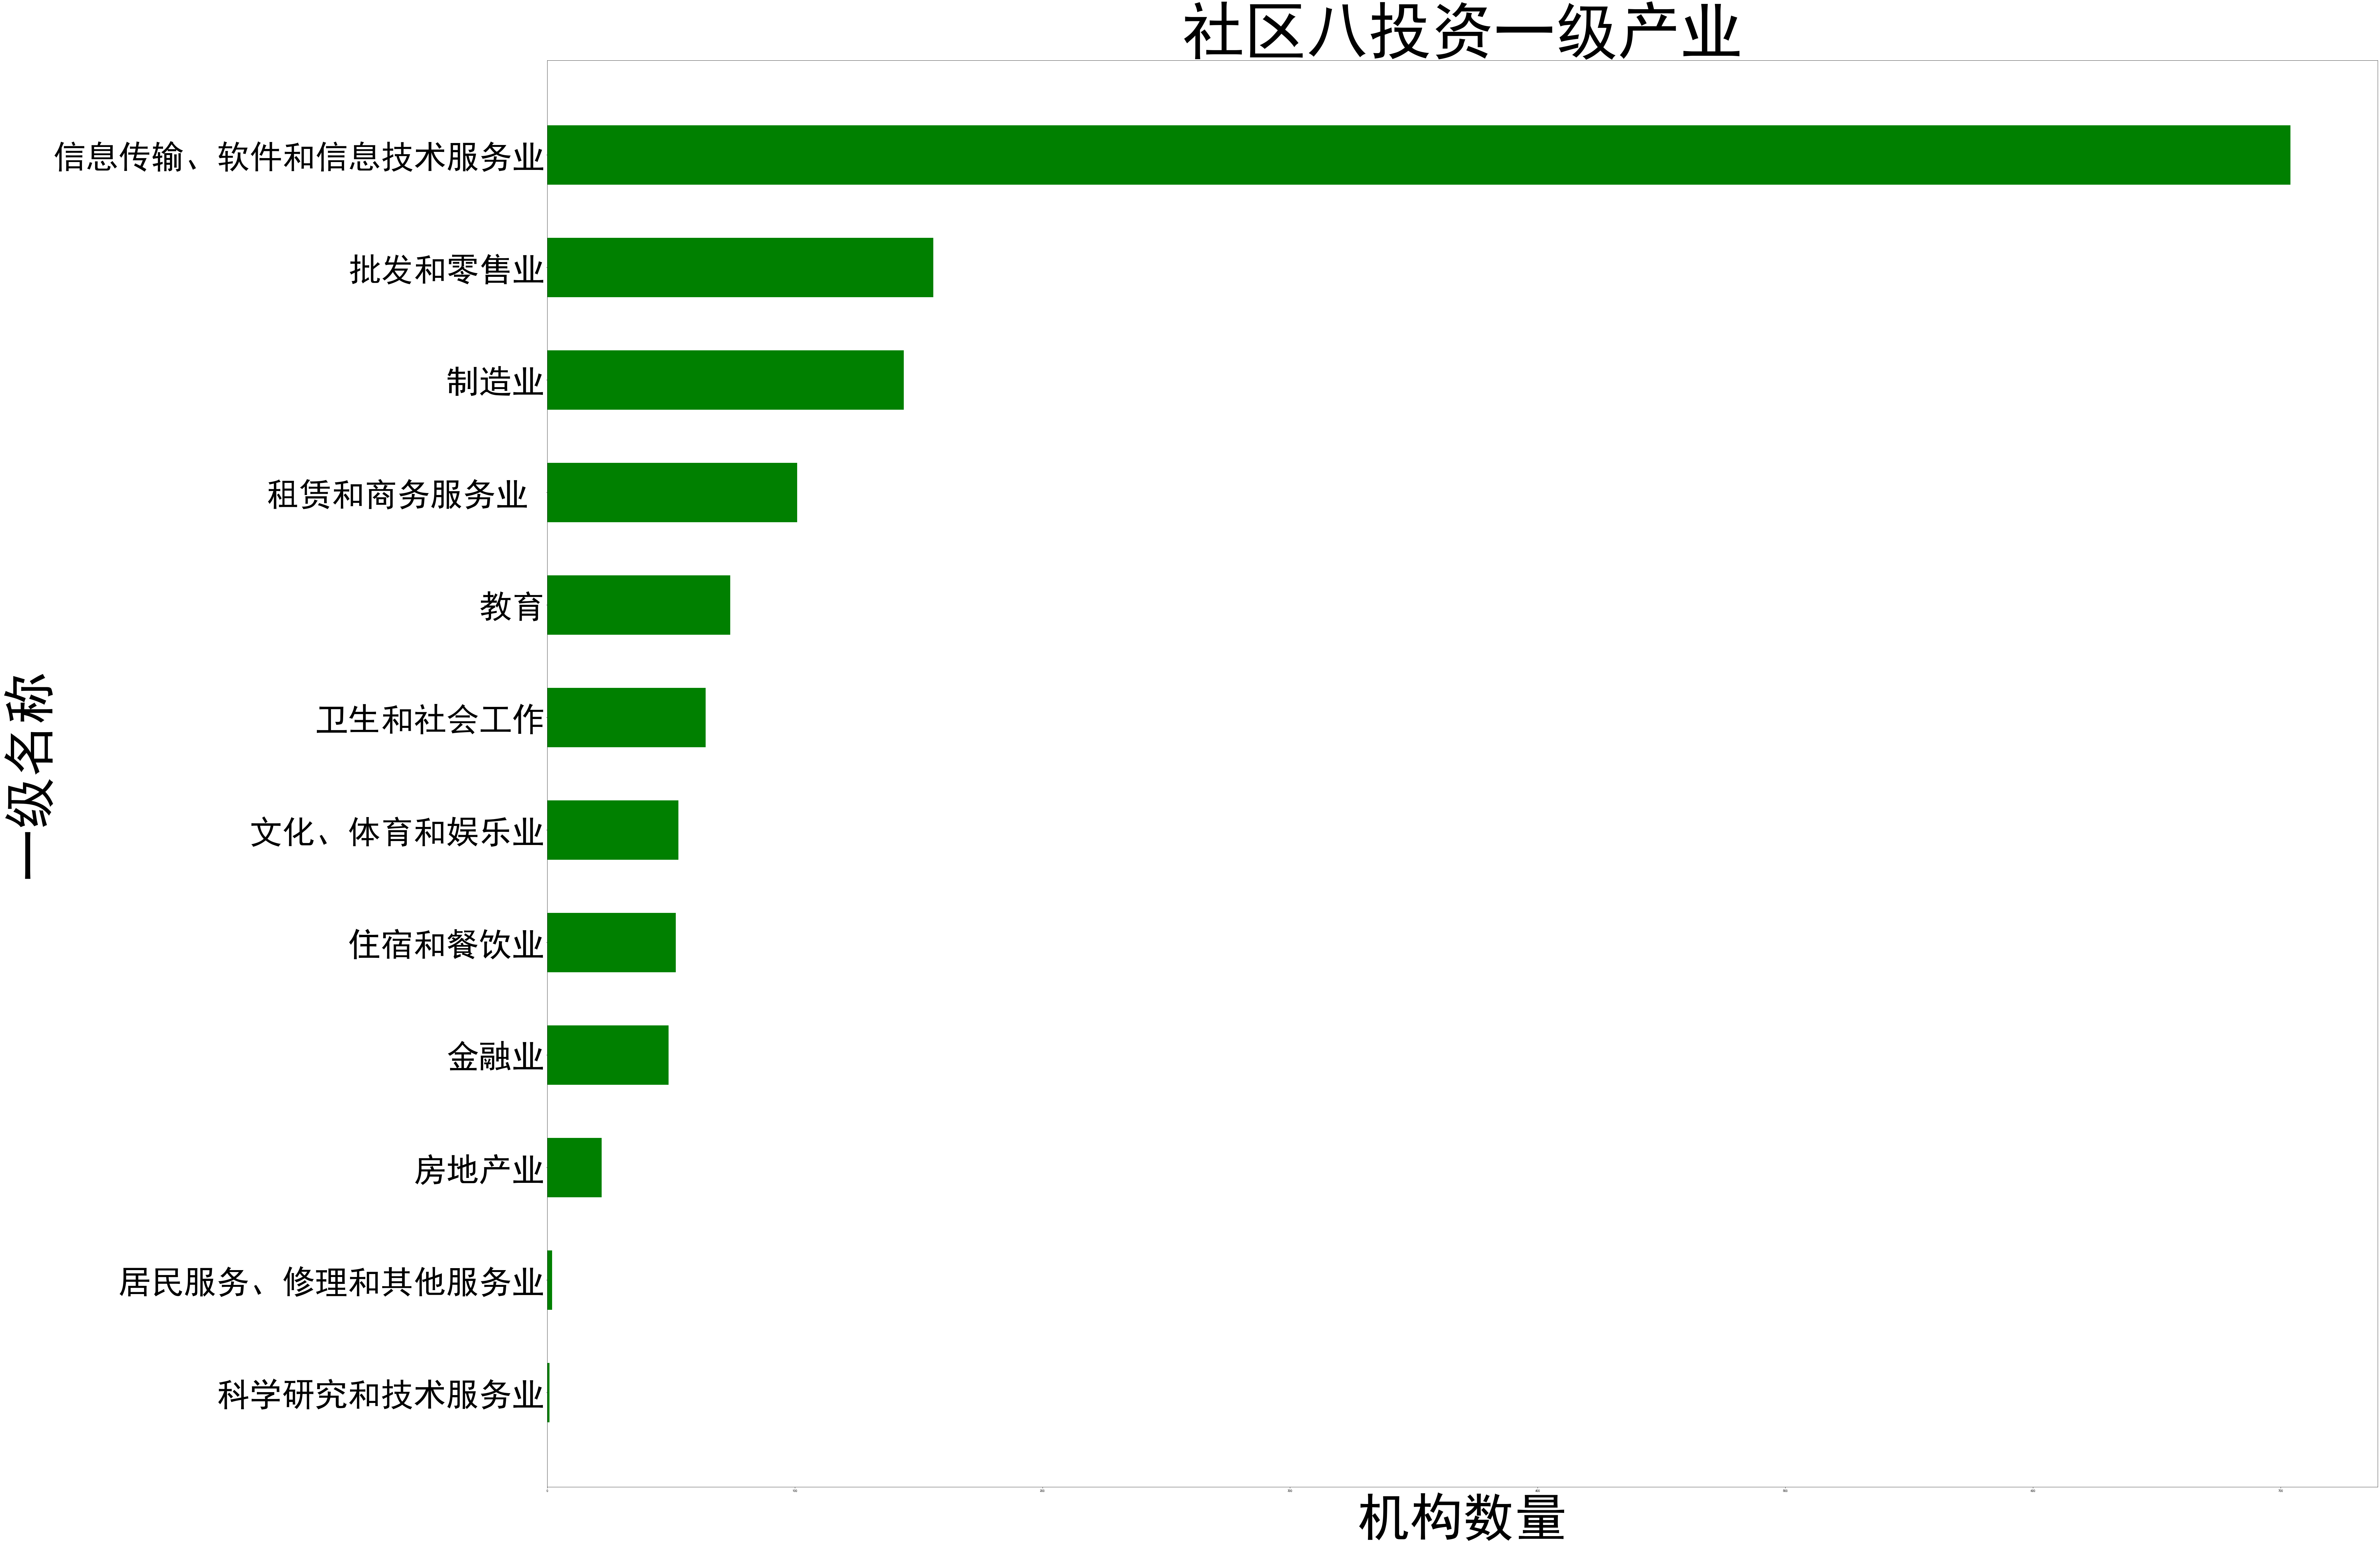 社区八投资一级产业
信息传输、软件和信息技术服务业
批发和零售业
制造业
租赁和商务服务业
教育
卫生和社会工作
文化、体育和娱乐业
住宿和餐饮业
金融业
房地产业
居民服务、修理和其他服务业
科学研究和技术服务业
一级名称
机构数量